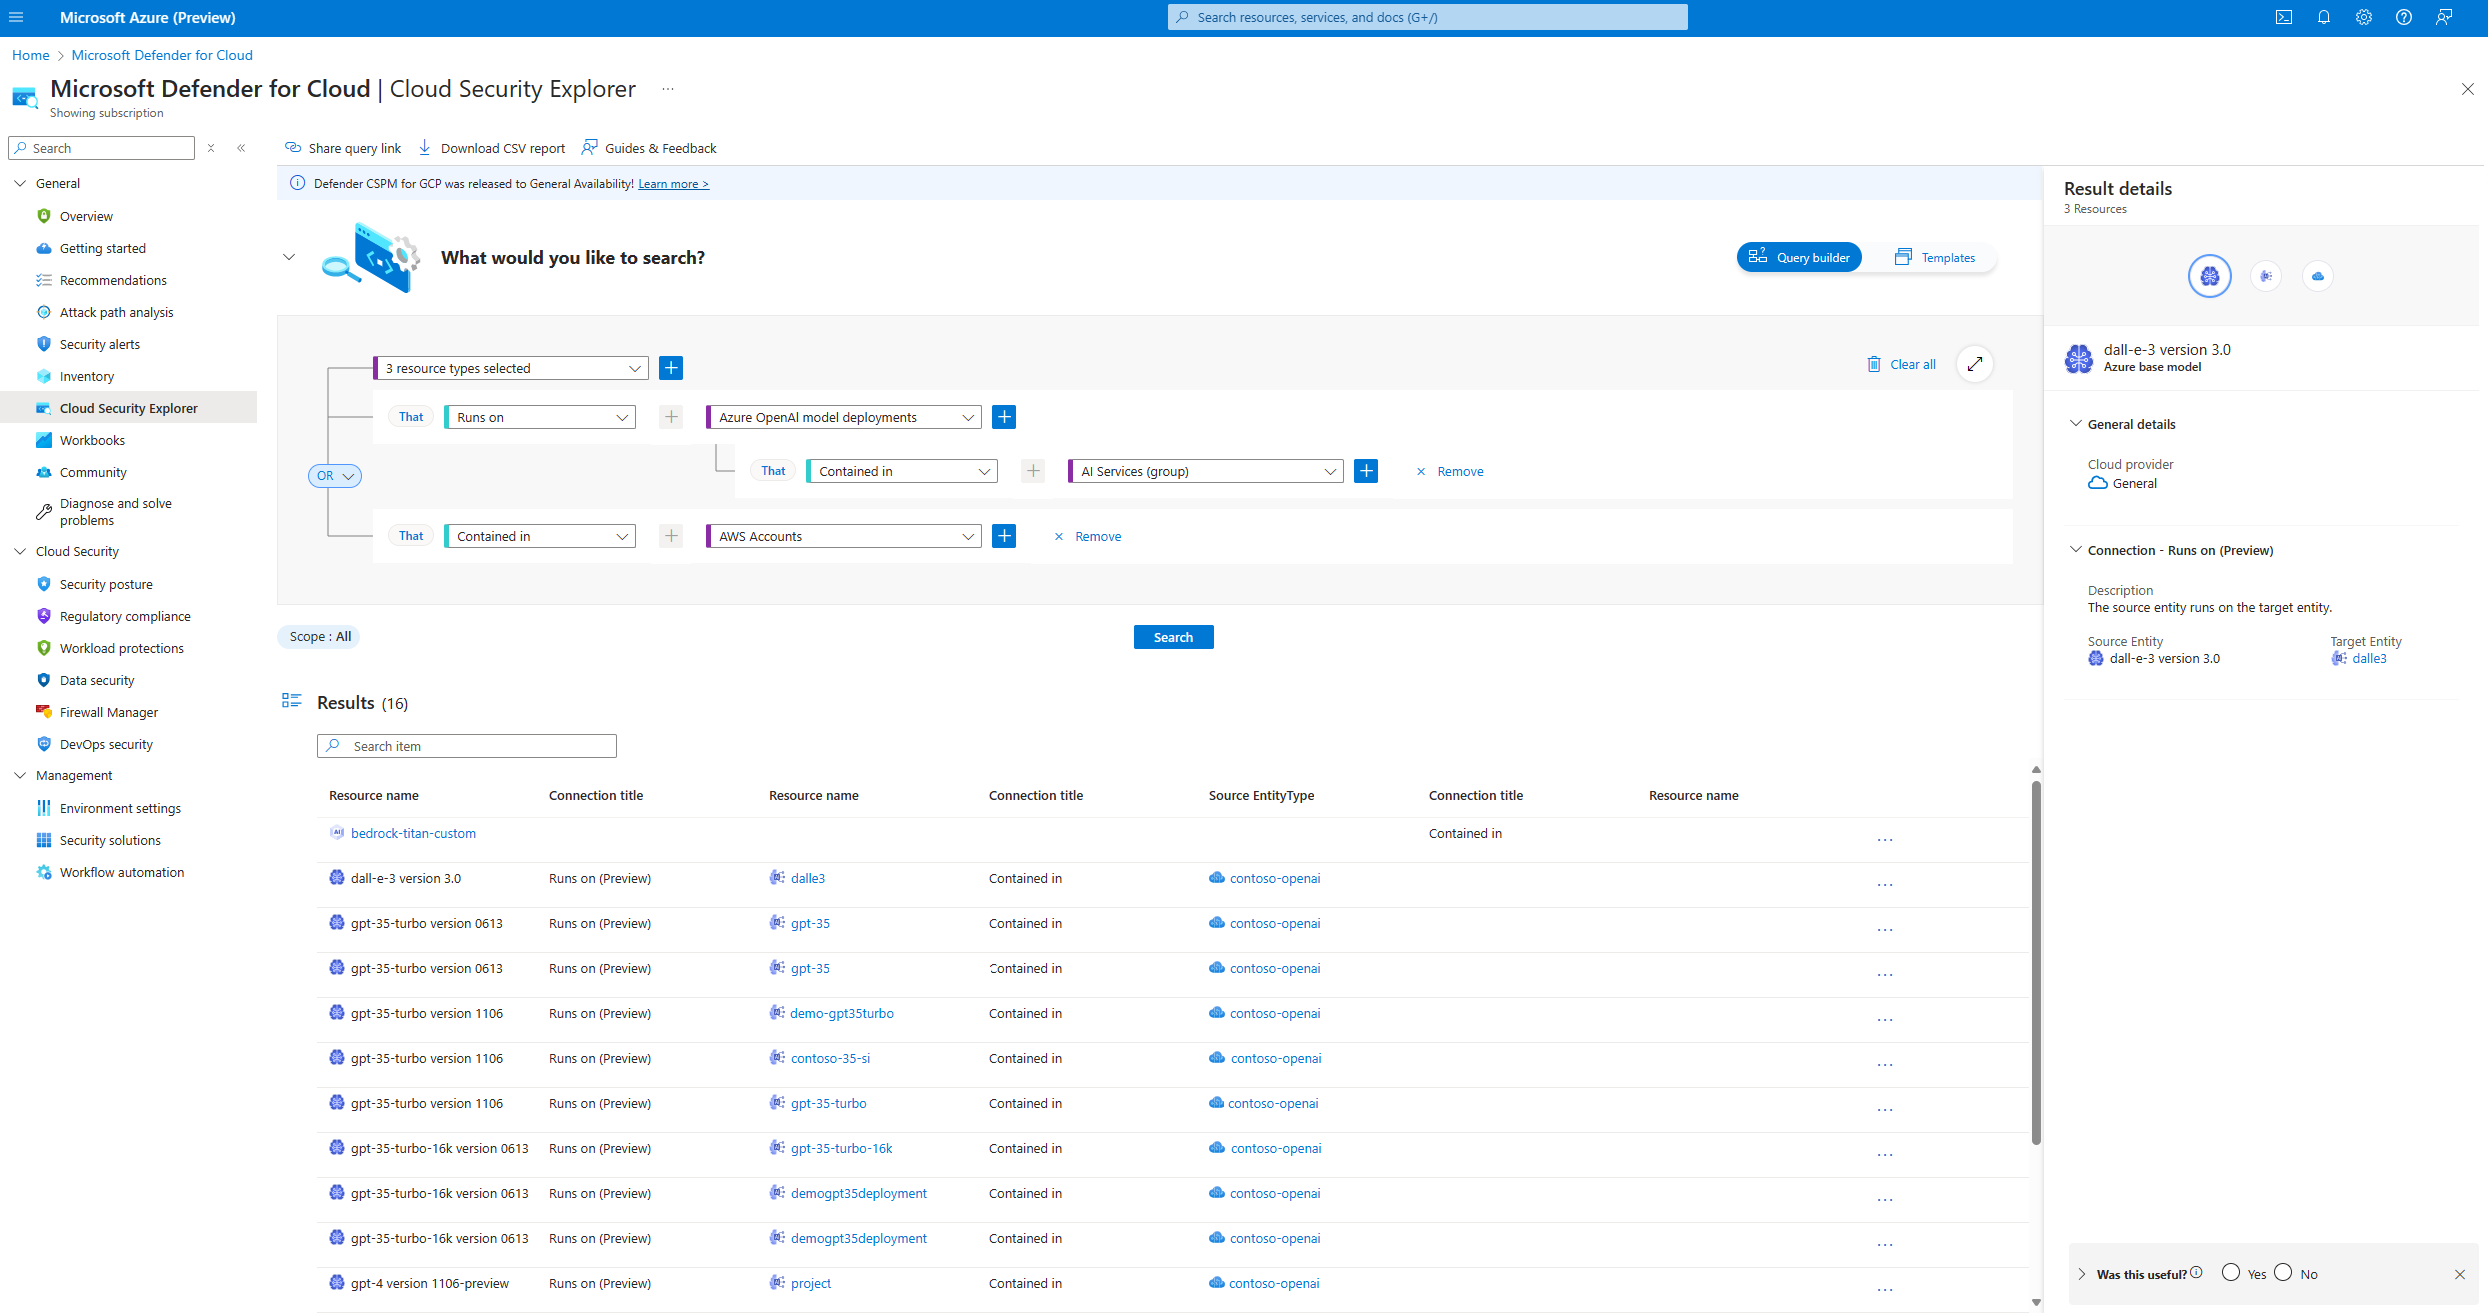 Microsoft Azure (Preview)
Search resources, services, and docs (G+/)
Home > Microsoft Defender for Cloud
Microsoft Defender for Cloud | Cloud Security Explorer ...
Showing subscription
Search
General
Overview
Getting started
Recommendations
Attack path analysis
Security alerts
Inventory
Cloud Security Explorer
Workbooks
Community
Diagnose and solve
problems
Cloud Security
Security posture
Regulatory compliance
Workload protections
Data security
Firewall Manager
DevOps security
Management
Environment settings
Security solutions
Workflow automation
Share query link Download CSV report Guides & Feedback
Defender CSPM for GCP was released to General Availability! Learn more >
What would you like to search?
Query builder Templates
3 resource types selected
Clear all
That Runs on Azure OpenAI model deployments
That Contained in AI Services (group) Remove
OR
That Contained in AWS Accounts Remove
Scope : All
Search
Results (16)
Search item
Resource name Connection title Resource name Connection title Source EntityType Connection title Resource name
bedrock-titan-custom Contained in ...
dall-e-3 version 3.0 Runs on (Preview) dalle3 Contained in contoso-openai ...
gpt-35-turbo version 0613 Runs on (Preview) gpt-35 Contained in contoso-openai ...
gpt-35-turbo version 0613 Runs on (Preview) gpt-35 Contained in contoso-openai ...
gpt-35-turbo version 1106 Runs on (Preview) demo-gpt35turbo Contained in contoso-openai ...
gpt-35-turbo version 1106 Runs on (Preview) contoso-35-si Contained in contoso-openai ...
gpt-35-turbo version 1106 Runs on (Preview) gpt-35-turbo Contained in contoso-openai ...
gpt-35-turbo-16k version 0613 Runs on (Preview) gpt-35-turbo-16k Contained in contoso-openai ...
gpt-35-turbo-16k version 0613 Runs on (Preview) demogpt35deployment Contained in contoso-openai ...
gpt-35-turbo-16k version 0613 Runs on (Preview) demogpt35deployment Contained in contoso-openai ...
gpt-4 version 1106-preview Runs on (Preview) project Contained in contoso-openai ...
Result details
3 Resources
dall-e-3 version 3.0
Azure base model
General details
Cloud provider
General
Connection - Runs on (Preview)
Description
The source entity runs on the target entity.
Source Entity Target Entity
dall-e-3 version 3.0 dalle3
Was this useful? Yes No